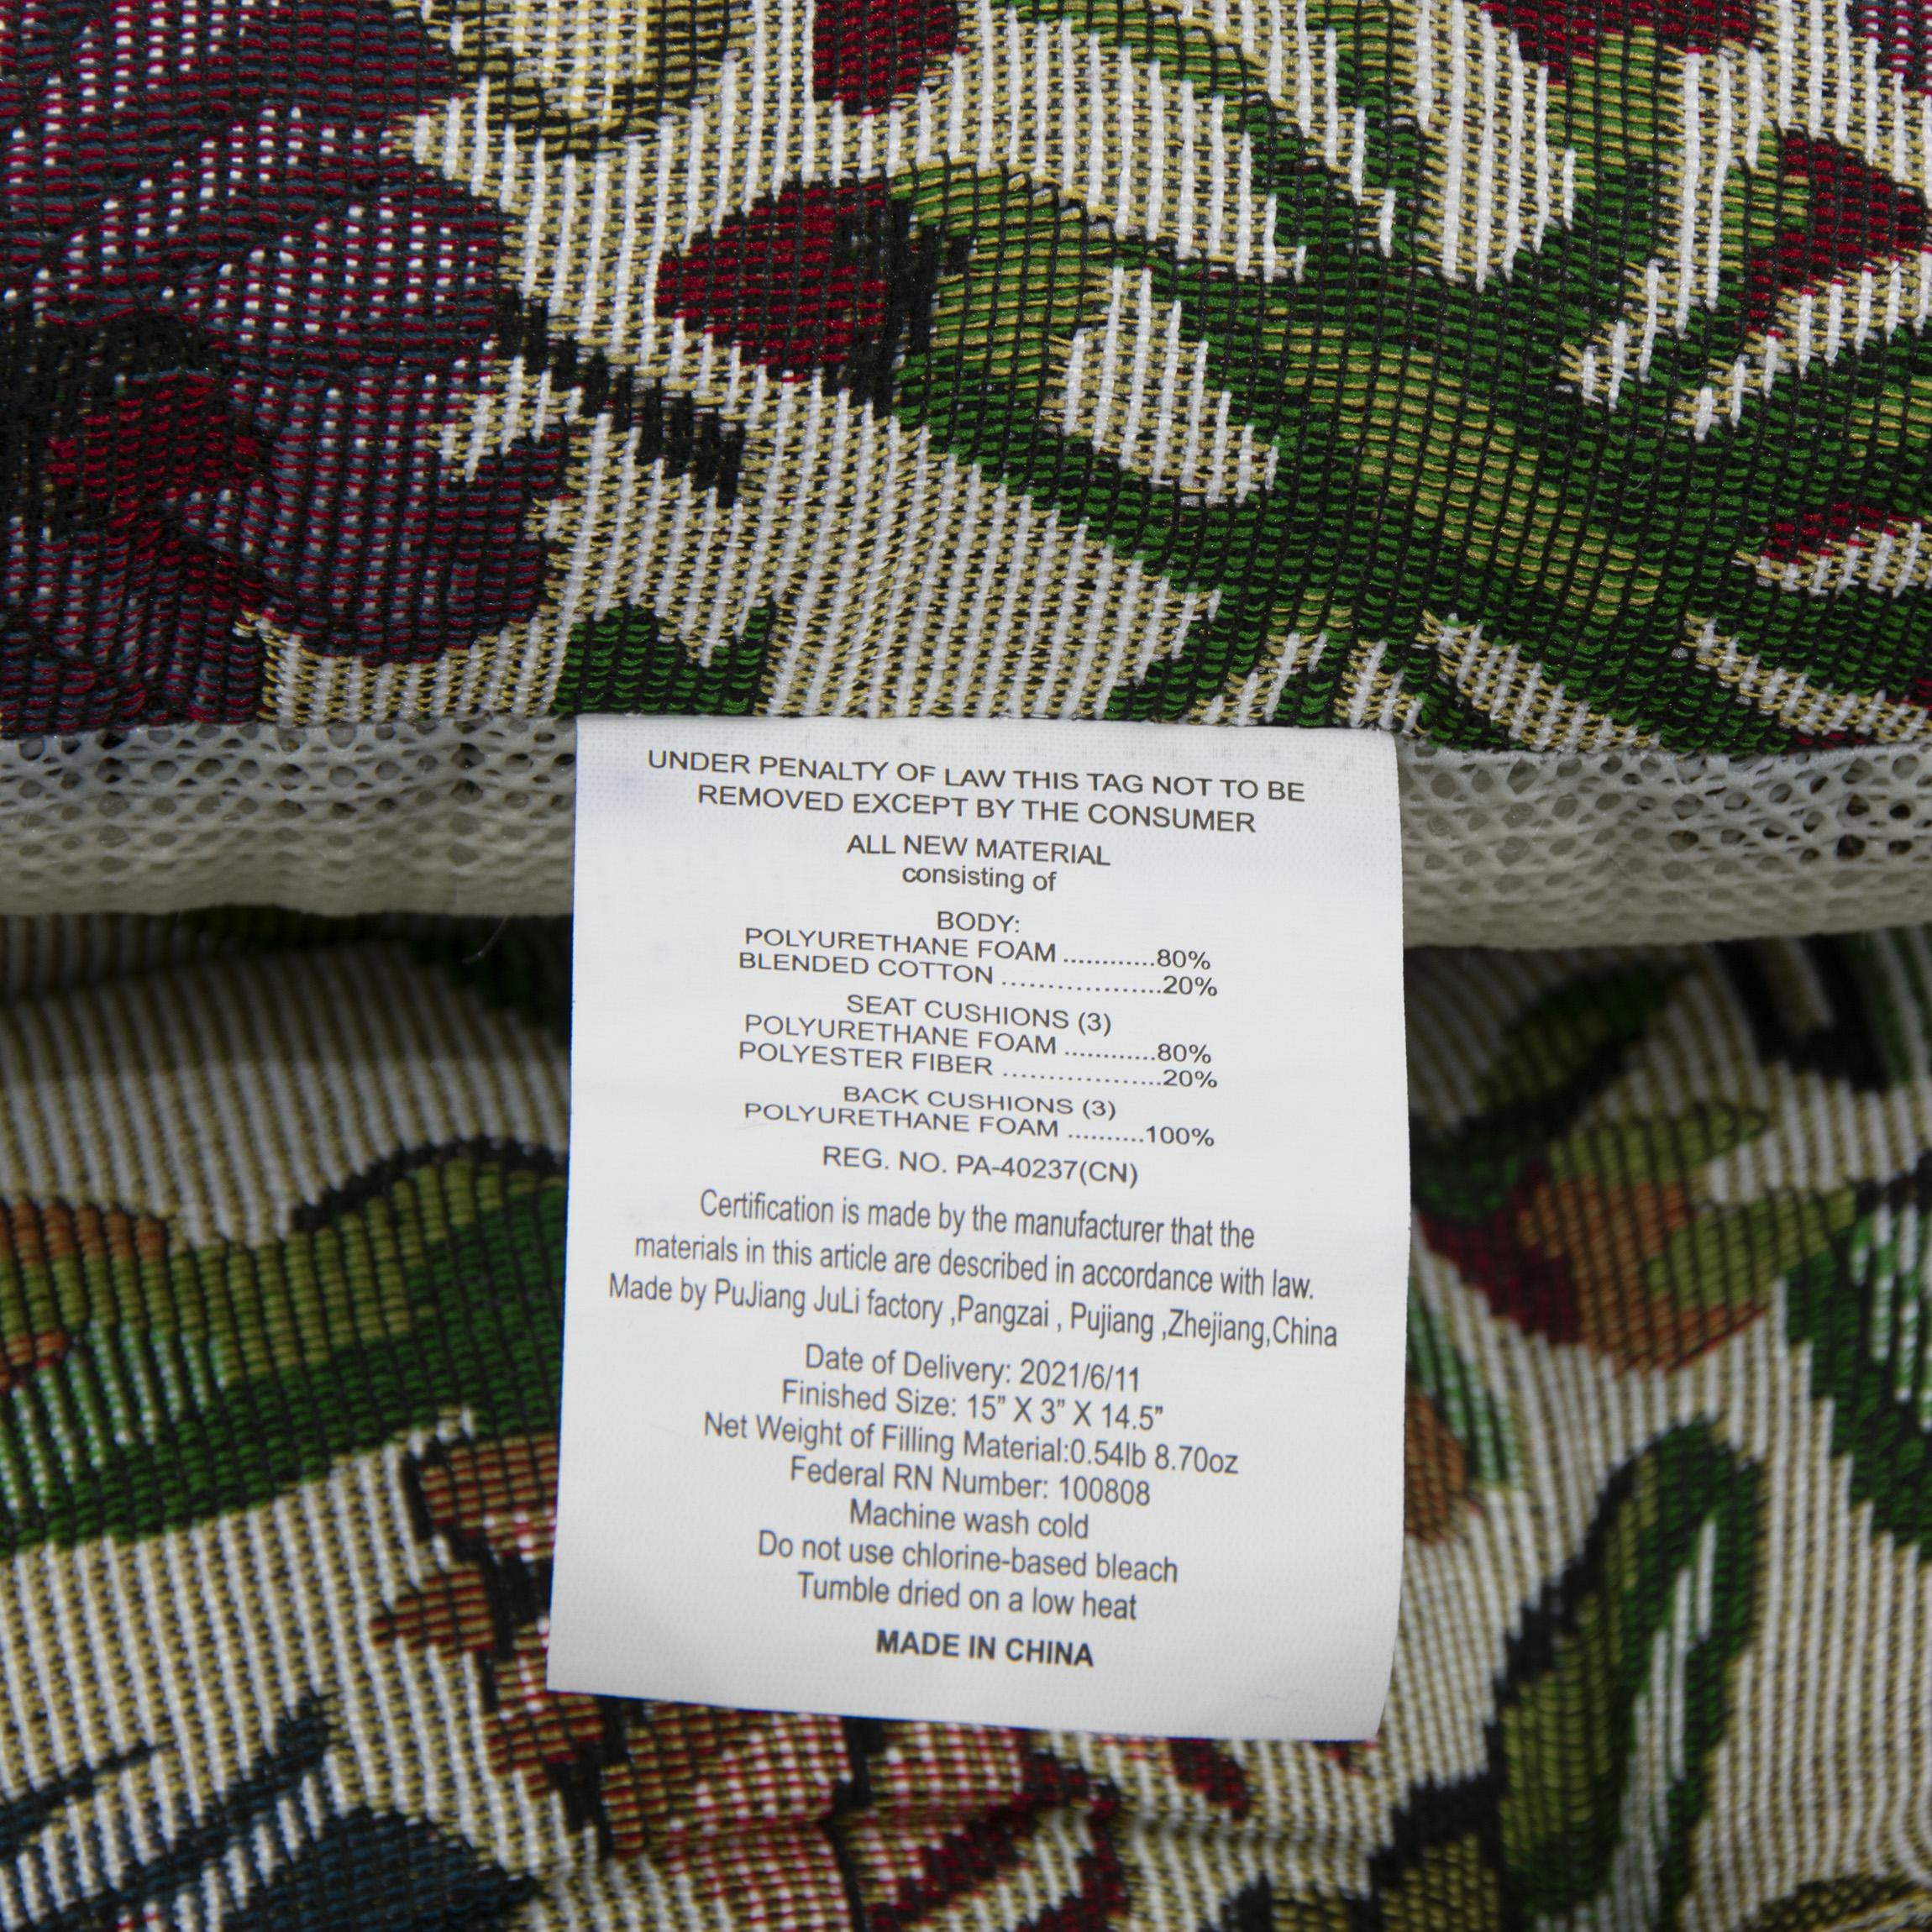 UNDER PENALTY OF LAW THIS TAG NOT TO BE
REMOVED EXCEPT BY THE CONSUMER
ALL NEW MATERIAL
consisting of
BODY:
POLYURETHANE FOAM ............80%
BLENDED COTTON ..................20%
SEAT CUSHIONS (3)
POLYURETHANE FOAM ............80%
POLYESTER FIBER ..................20%
BACK CUSHIONS (3)
POLYURETHANE FOAM ..........100%
REG. NO. PA-40237(CN)
Certification is made by the manufacturer that the
materials in this article are described in accordance with law.
Made by PuJiang JuLi factory ,Pangzai , Pujiang ,Zhejiang,China
Date of Delivery: 2021/6/11
Finished Size: 15" X 3" X 14.5"
Net Weight of Filling Material:0.54lb 8.70oz
Federal RN Number: 100808
Machine wash cold
Do not use chlorine-based bleach
Tumble dried on a low heat
MADE IN CHINA